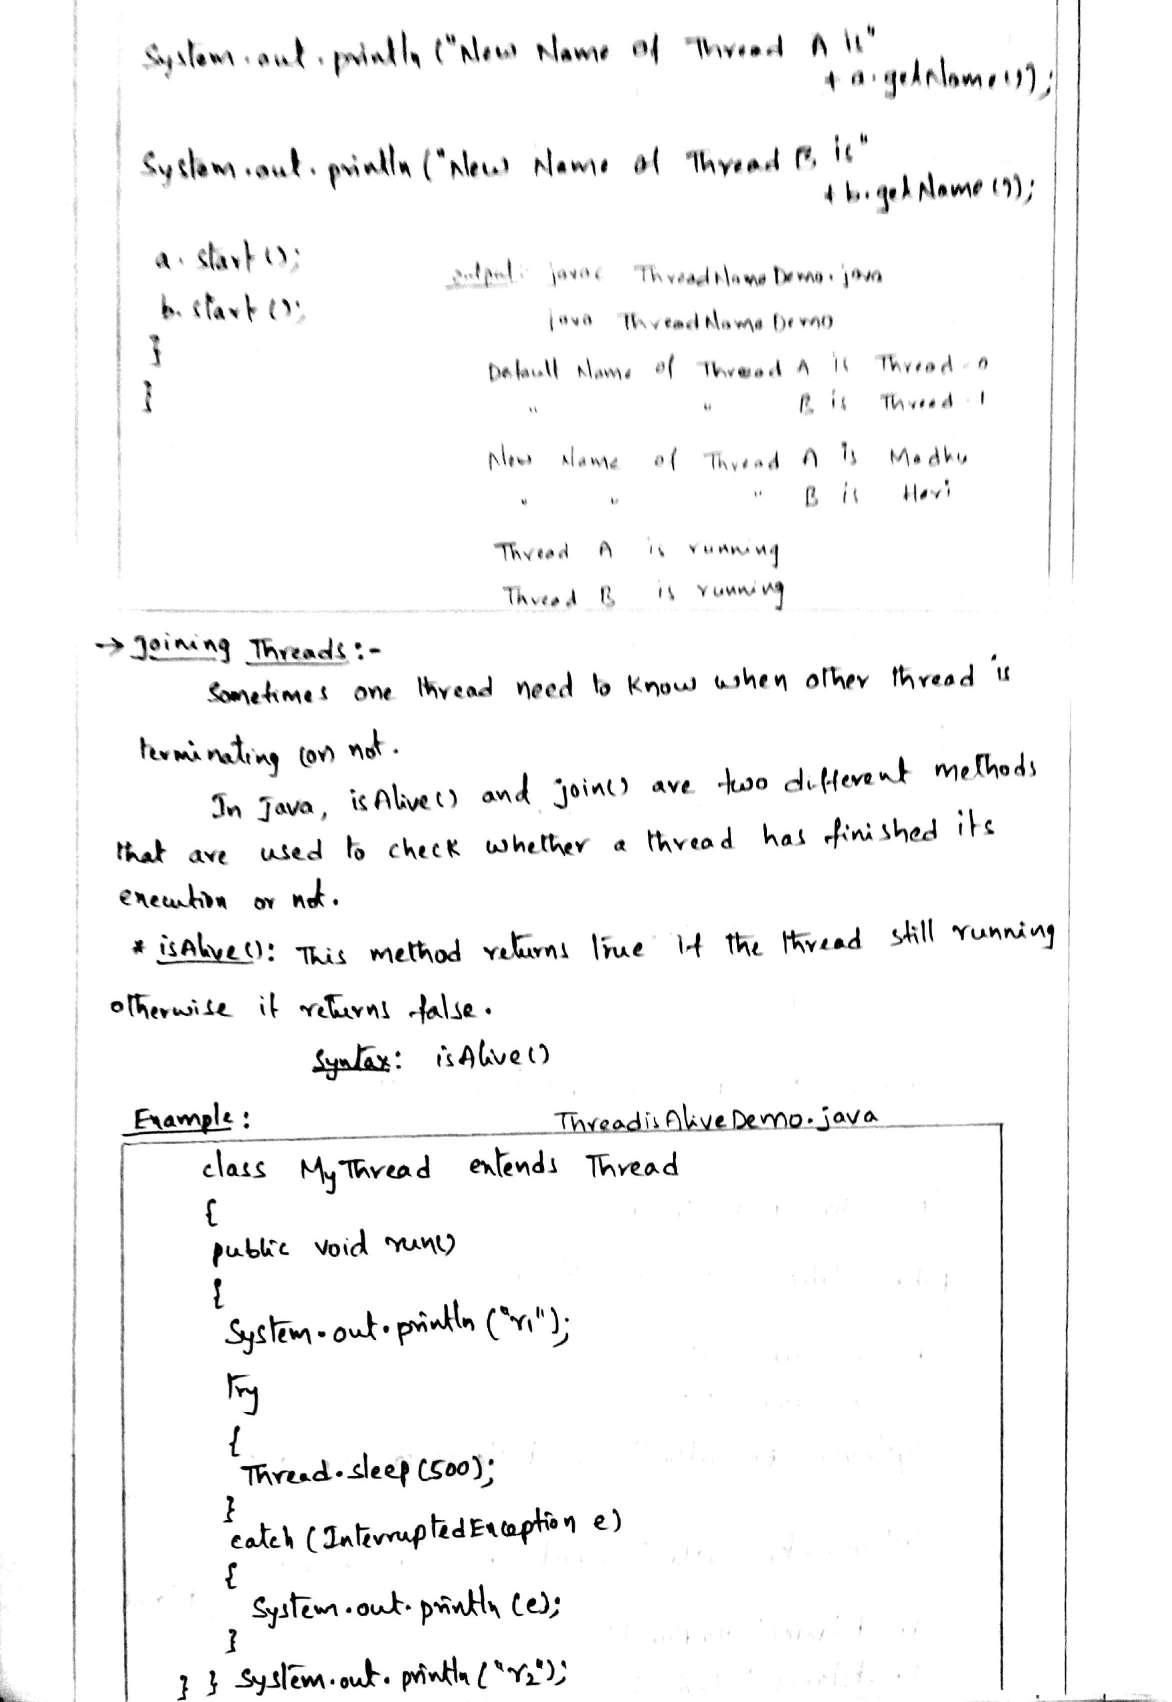 System.out.println("New Name of Thread A is"
+ a.getName());
System.out.println("New Name of Thread B is"
+ b.getName());
a.start();
b.start();
}
}
output: javac ThreadNameDemo.java
java ThreadNameDemo
Default Name of Thread A is Thread-0
" " B is Thread-1
New Name of Thread A is Madhu
" " " B is Hari
Thread A is running
Thread B is running
→ Joining Threads:-
Sometimes one thread need to know when other thread is
terminating (or) not.
In Java, isAlive() and join() are two different methods
that are used to check whether a thread has finished its
execution or not.
* isAlive(): This method returns true if the thread still running
otherwise it returns false.
Syntax: isAlive()
Example: ThreadisAliveDemo.java
class MyThread extends Thread
{
public void run()
{
System.out.println("r1");
Try
{
Thread.sleep(500);
}
catch (InterruptedException e)
{
System.out.println(e);
}
} } System.out.println("r2");